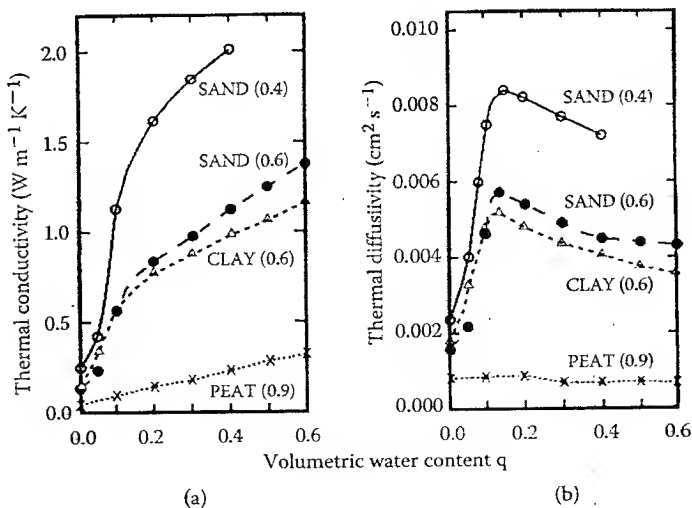 Thermal conductivity (W m⁻¹ K⁻¹)
2.0
1.5
1.0
0.5
0.0
SAND (0.4)
SAND (0.6)
CLAY (0.6)
PEAT (0.9)
0.0 0.2 0.4 0.6
(a)
Thermal diffusiivity (cm² s⁻¹)
0.010
0.008
0.006
0.004
0.002
0.000
SAND (0.4)
SAND (0.6)
CLAY (0.6)
PEAT (0.9)
0.0 0.2 0.4 0.6
Volumetric water content q
(b)